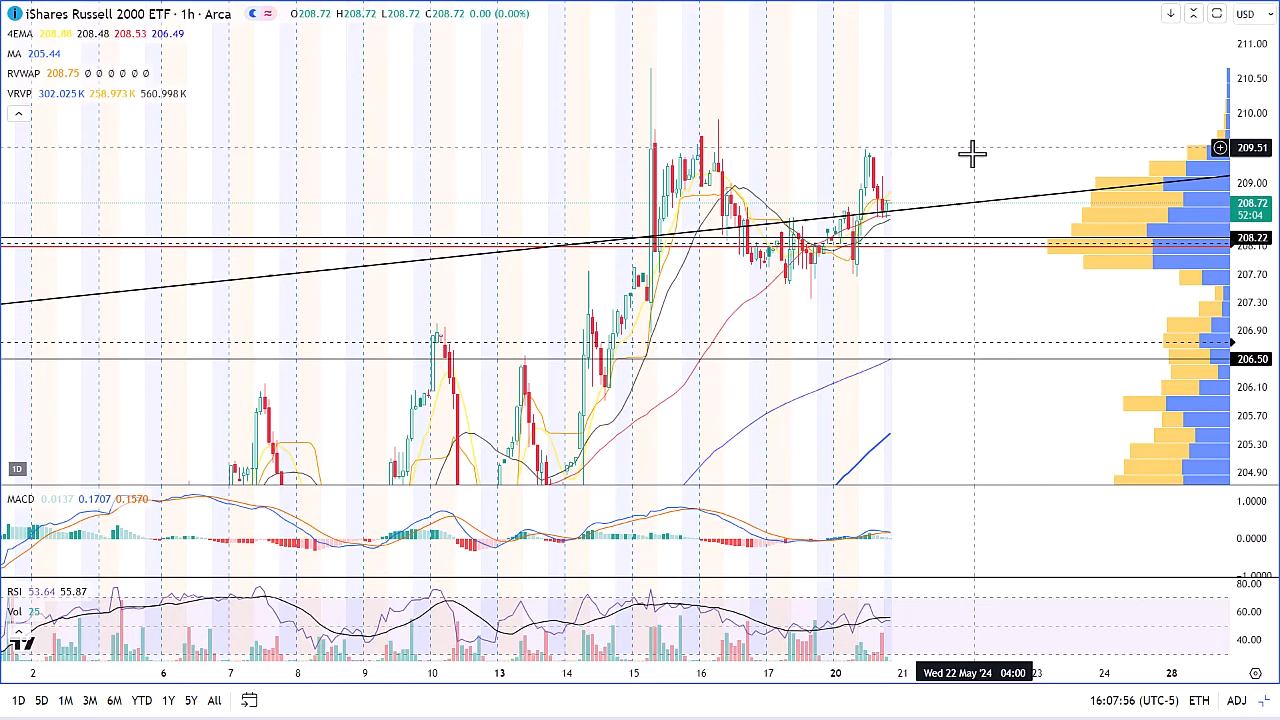 iShares Russell 2000 ETF · 1h · Arca O208.72 H208.72 L208.72 C208.72 0.00 (0.00%)
USD
4EMA 208.86 208.48 208.53 206.49
MA 205.44
RVWAP 208.75 Ø Ø Ø Ø Ø Ø
VRVP 302.025K 258.973K 560.998K
211.00
210.50
210.00
209.51
209.00
208.72
52:04
208.22
208.10
207.70
207.30
206.90
206.50
206.10
205.70
205.30
204.90
1D
MACD 0.0137 0.1707 0.1570
1.0000
0.0000
-1.0000
80.00
RSI 53.64 55.87
Vol 25
60.00
40.00
2 6 7 8 9 10 13 14 15 16 17 20 21 Wed 22 May '24 04:00 23 24 28
1D 5D 1M 3M 6M YTD 1Y 5Y All 16:07:56 (UTC-5) ETH ADJ